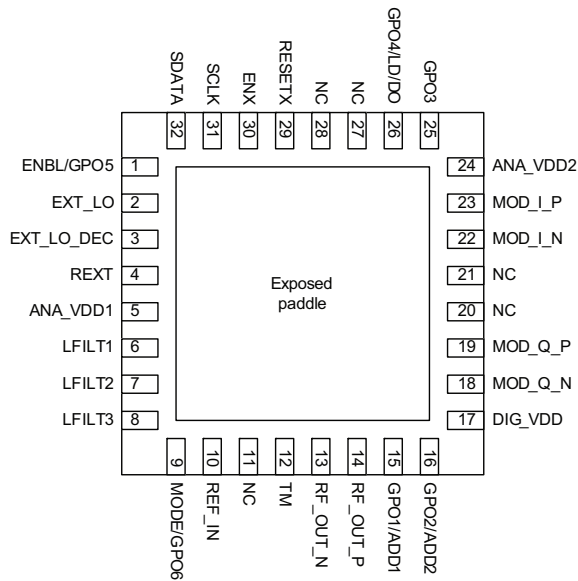 SDATA
SCLK
ENX
RESETX
NC
NC
GPO4/LD/DO
GPO3
32
31
30
29
28
27
26
25
ENBL/GPO5 1
EXT_LO 2
EXT_LO_DEC 3
REXT 4
ANA_VDD1 5
LFILT1 6
LFILT2 7
LFILT3 8
Exposed
paddle
24 ANA_VDD2
23 MOD_I_P
22 MOD_I_N
21 NC
20 NC
19 MOD_Q_P
18 MOD_Q_N
17 DIG_VDD
9
10
11
12
13
14
15
16
MODE/GPO6
REF_IN
NC
TM
RF_OUT_N
RF_OUT_P
GPO1/ADD1
GPO2/ADD2